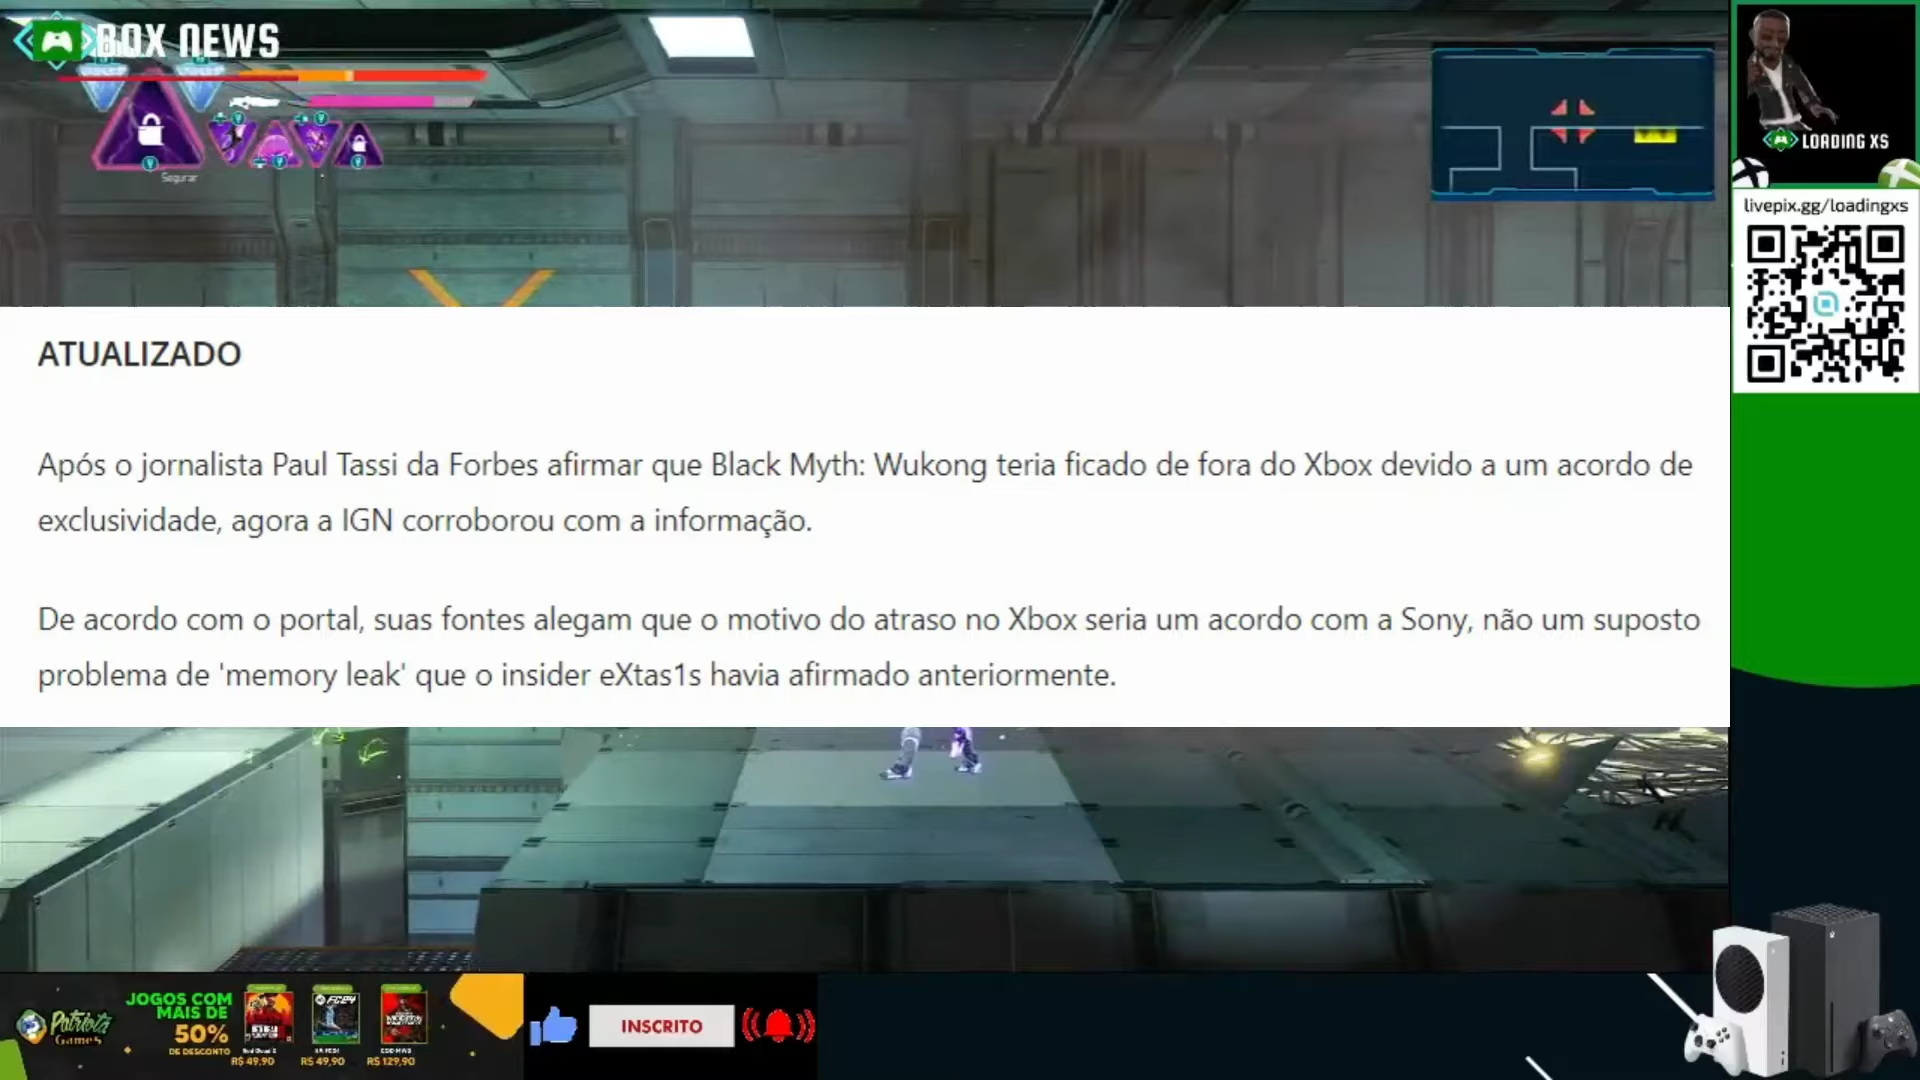 BOX NEWS
Segurar
LOADING XS
livepix.gg/loadingxs
ATUALIZADO
Após o jornalista Paul Tassi da Forbes afirmar que Black Myth: Wukong teria ficado de fora do Xbox devido a um acordo de
exclusividade, agora a IGN corroborou com a informação.
De acordo com o portal, suas fontes alegam que o motivo do atraso no Xbox seria um acordo com a Sony, não um suposto
problema de 'memory leak' que o insider eXtas1s havia afirmado anteriormente.
Patriota
Games
JOGOS COM
MAIS DE
50%
DE DESCONTO
FC24
R$ 49,90
R$ 49,90
R$ 129,90
INSCRITO